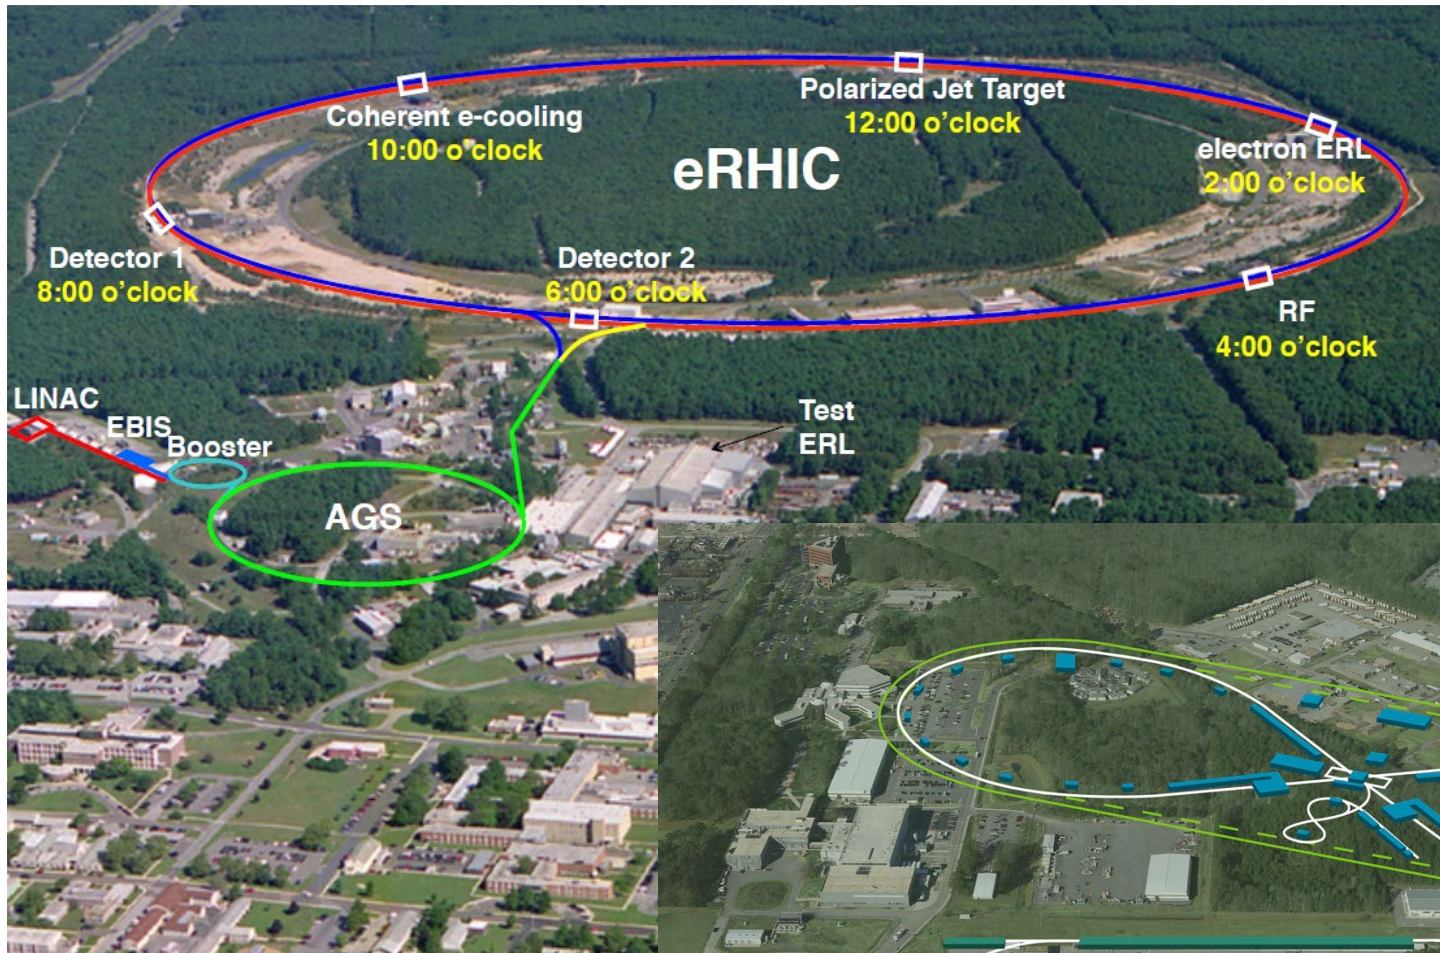 Coherent e-cooling
10:00 o'clock
Polarized Jet Target
12:00 o'clock
eRHIC
electron ERL
2:00 o'clock
Detector 1
8:00 o'clock
Detector 2
6:00 o'clock
RF
4:00 o'clock
LINAC
EBIS
Booster
Test
ERL
AGS